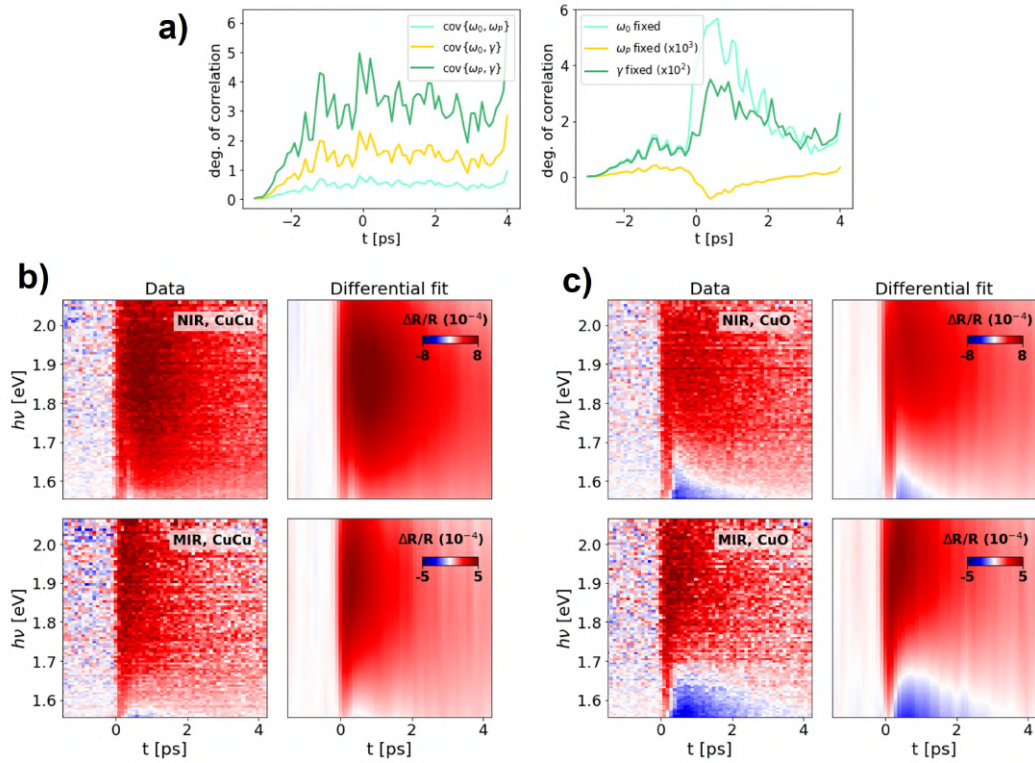 a)
deg. of correlation
6
5
4
3
2
1
0
cov{ω₀, ωₚ}
cov{ω₀, γ}
cov{ωₚ, γ}
−2
0
2
4
t [ps]
deg. of correlation
6
4
2
0
ω₀ fixed
ωₚ fixed (x10³)
γ fixed (x10²)
−2
0
2
4
t [ps]
b)
Data
Differential fit
hν [eV]
2.0
1.9
1.8
1.7
1.6
NIR, CuCu
ΔR/R (10⁻⁴)
-8
8
hν [eV]
2.0
1.9
1.8
1.7
1.6
MIR, CuCu
ΔR/R (10⁻⁴)
-5
5
0
2
4
t [ps]
0
2
4
t [ps]
c)
Data
Differential fit
hν [eV]
2.0
1.9
1.8
1.7
1.6
NIR, CuO
ΔR/R (10⁻⁴)
-8
8
hν [eV]
2.0
1.9
1.8
1.7
1.6
MIR, CuO
ΔR/R (10⁻⁴)
-5
5
0
2
4
t [ps]
0
2
4
t [ps]